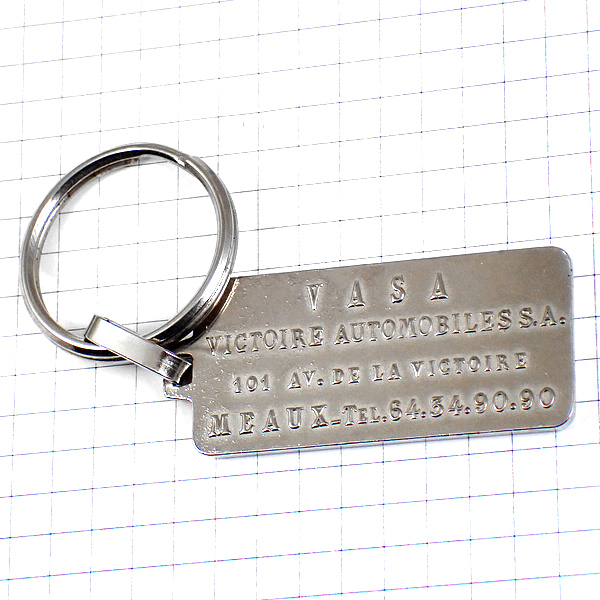 VASA
VICTOIRE AUTOMOBILES S.A.
101 AV. DE LA VICTOIRE
MEAUX-TEL.64.34.90.90